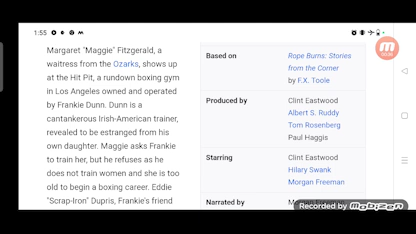 1:55
Margaret "Maggie" Fitzgerald, a
waitress from the Ozarks, shows up
at the Hit Pit, a rundown boxing gym
in Los Angeles owned and operated
by Frankie Dunn. Dunn is a
cantankerous Irish-American trainer,
revealed to be estranged from his
own daughter. Maggie asks Frankie
to train her, but he refuses as he
does not train women and she is too
old to begin a boxing career. Eddie
"Scrap-Iron" Dupris, Frankie's friend
Based on
Rope Burns: Stories
from the Corner
by F.X. Toole
Produced by
Clint Eastwood
Albert S. Ruddy
Tom Rosenberg
Paul Haggis
Starring
Clint Eastwood
Hilary Swank
Morgan Freeman
Narrated by
Morgan Freeman
Recorded by Mobizen